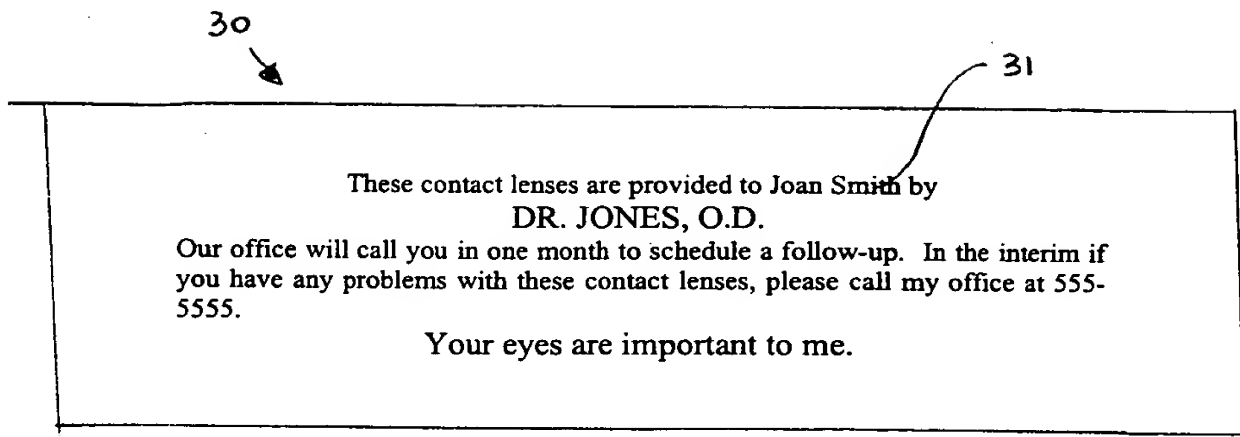 30
31
These contact lenses are provided to Joan Smith by
DR. JONES, O.D.
Our office will call you in one month to schedule a follow-up. In the interim if
you have any problems with these contact lenses, please call my office at 555-
5555.
Your eyes are important to me.